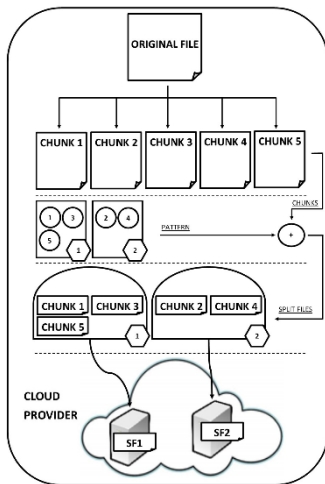 ORIGINAL FILE
CHUNK 1 CHUNK 2 CHUNK 3 CHUNK 4 CHUNK 5
CHUNKS
1 3 2 4
PATTERN
+
5
1 2
CHUNK 1 CHUNK 3 CHUNK 2 CHUNK 4
SPLIT FILES
CHUNK 5
1 2
CLOUD
PROVIDER
SF1 SF2